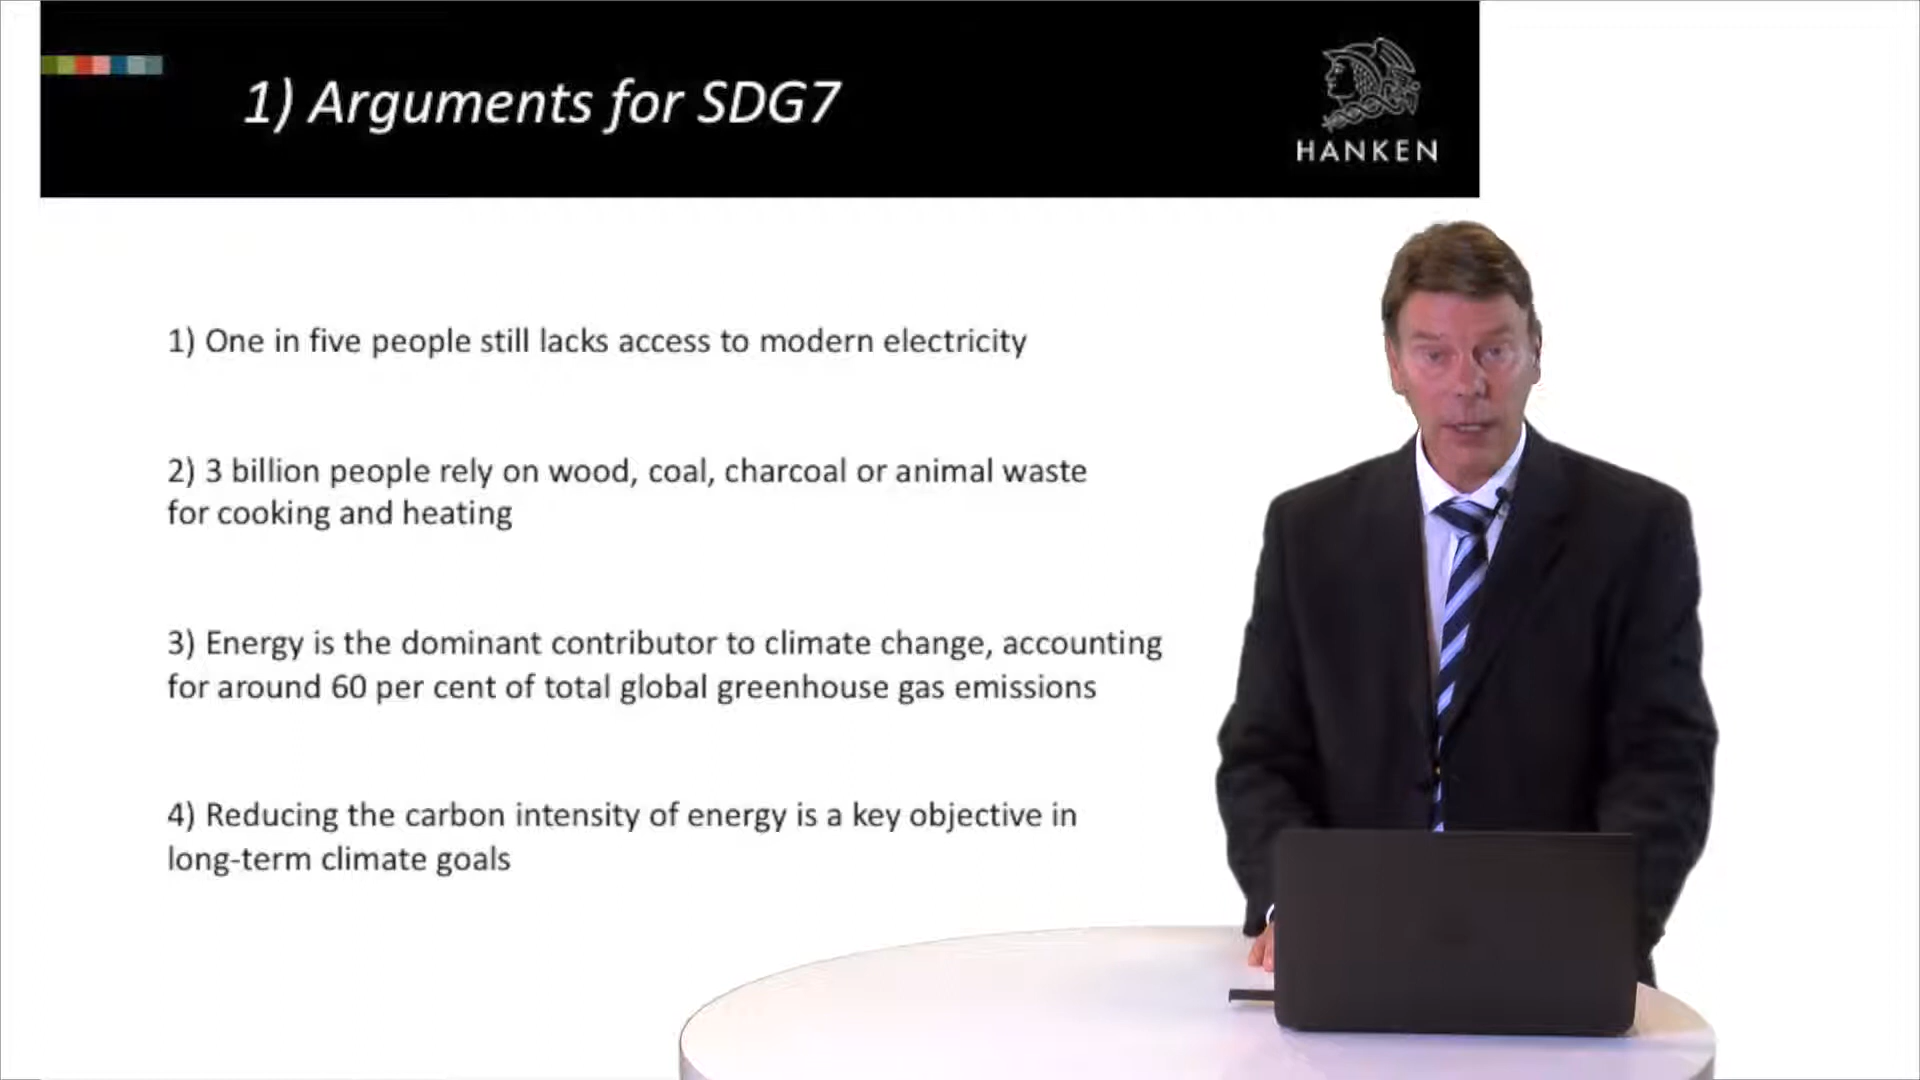 1) Arguments for SDG7
HANKEN
1) One in five people still lacks access to modern electricity
2) 3 billion people rely on wood, coal, charcoal or animal waste
for cooking and heating
3) Energy is the dominant contributor to climate change, accounting
for around 60 per cent of total global greenhouse gas emissions
4) Reducing the carbon intensity of energy is a key objective in
long-term climate goals